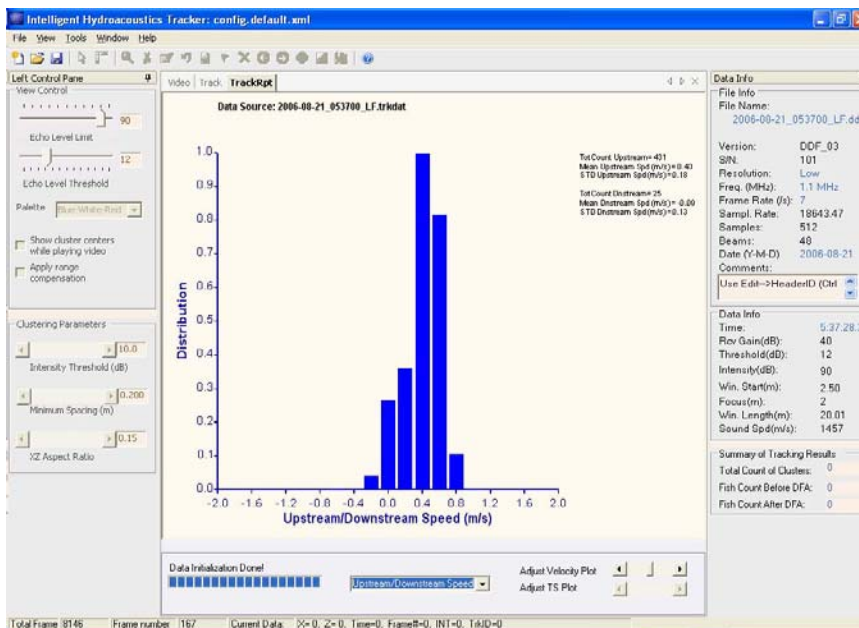 Intelligent Hydroacoustics Tracker: config.default.xml
File View Tools Window Help
Left Control Pane
View Control
90
Echo Level Limit
12
Echo Level Threshold
Palette Blue-White-Red
Show cluster centers
while playing video
Apply range
compensation
Clustering Parameters
10.0
Intensity Threshold (dB)
0.200
Minimum Spacing (m)
0.15
XZ Aspect Ratio
Video Track TrackRpt
Data Source: 2006-08-21_053700_LF.trkdat
Tot Count Upstream= 431
Mean Upstream Spd(m/s)= 0.40
STD Upstream Spd(m/s)= 0.18
Tot Count Dnstream= 25
Mean Dnstream Spd(m/s)= -0.09
STD Dnstream Spd(m/s)= 0.13
Distribution
1.0
0.9
0.8
0.7
0.6
0.5
0.4
0.3
0.2
0.1
0.0
-2.0 -1.6 -1.2 -0.8 -0.4 0.0 0.4 0.8 1.2 1.6 2.0
Upstream/Downstream Speed (m/s)
Data Initialization Done!
Upstream/Downstream Speed
Adjust Velocity Plot
Adjust TS Plot
Data Info
File Info
File Name:
2006-08-21_053700_LF.dd
Version: DDF_03
S/N: 101
Resolution: Low
Freq. (MHz): 1.1 MHz
Frame Rate (/s): 7
Sampl. Rate: 18643.47
Samples: 512
Beams: 48
Date (Y-M-D) 2006-08-21
Comments:
Use Edit-->HeaderID (Ctrl
Data Info
Time: 5:37:28.
Rcv Gain(dB): 40
Threshold(dB): 12
Intensity(dB): 90
Win. Start(m): 2.50
Focus(m): 2
Win. Length(m): 20.01
Sound Spd(m/s): 1457
Summary of Tracking Results
Total Count of Clusters: 0
Fish Count Before DFA: 0
Fish Count After DFA: 0
Total Frame 8146 Frame number 167 Current Data: X= 0, Z= 0, Time=0, Frame#=0, INT=0, TrkID=0